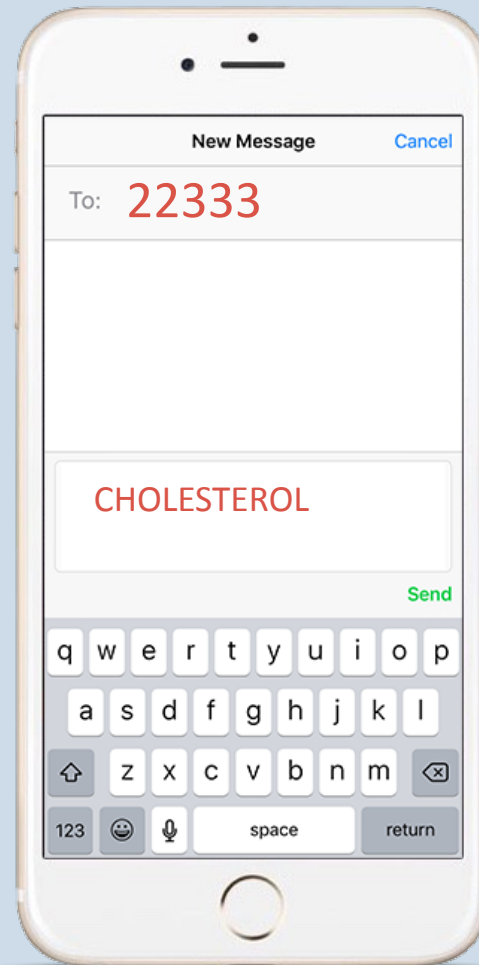 New Message Cancel
To: 22333
CHOLESTEROL
Send
q w e r t y u i o p
a s d f g h j k l
z x c v b n m
123 space return